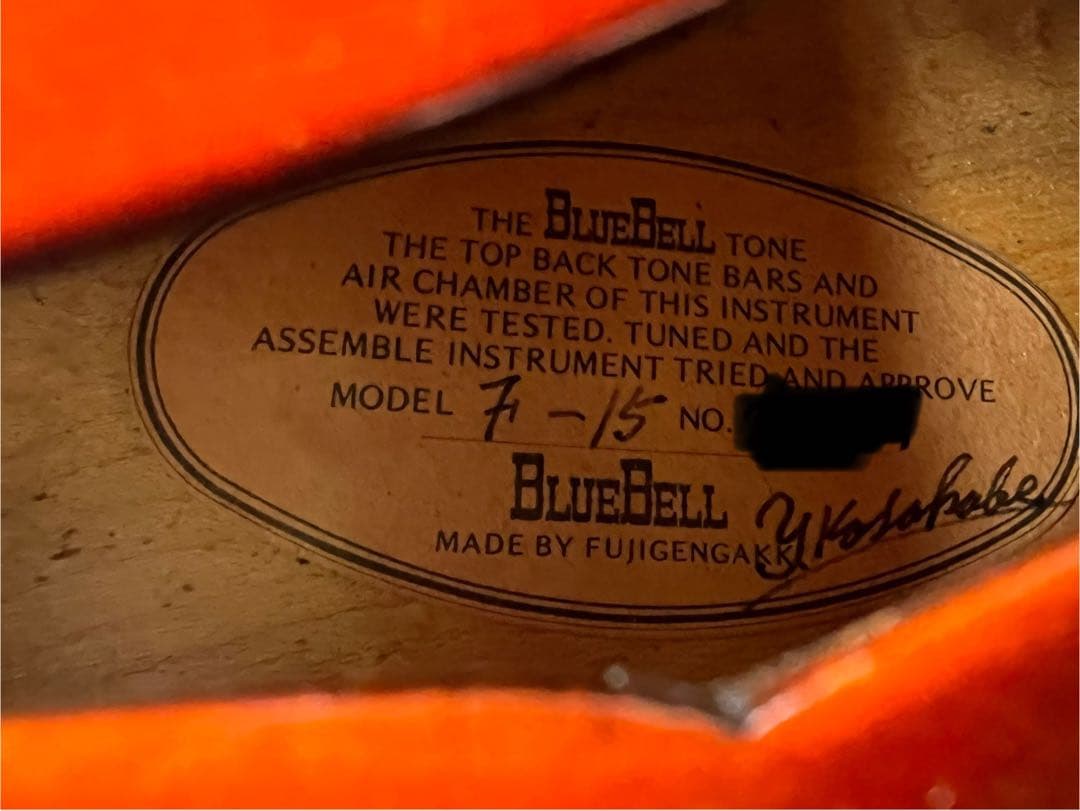 THE BLUEBELL TONE
THE TOP BACK TONE BARS AND
AIR CHAMBER OF THIS INSTRUMENT
WERE TESTED. TUNED AND THE
ASSEMBLE INSTRUMENT TRIED AND APPROVE
MODEL F-15 NO.
BLUEBELL
MADE BY FUJIGENGAKK